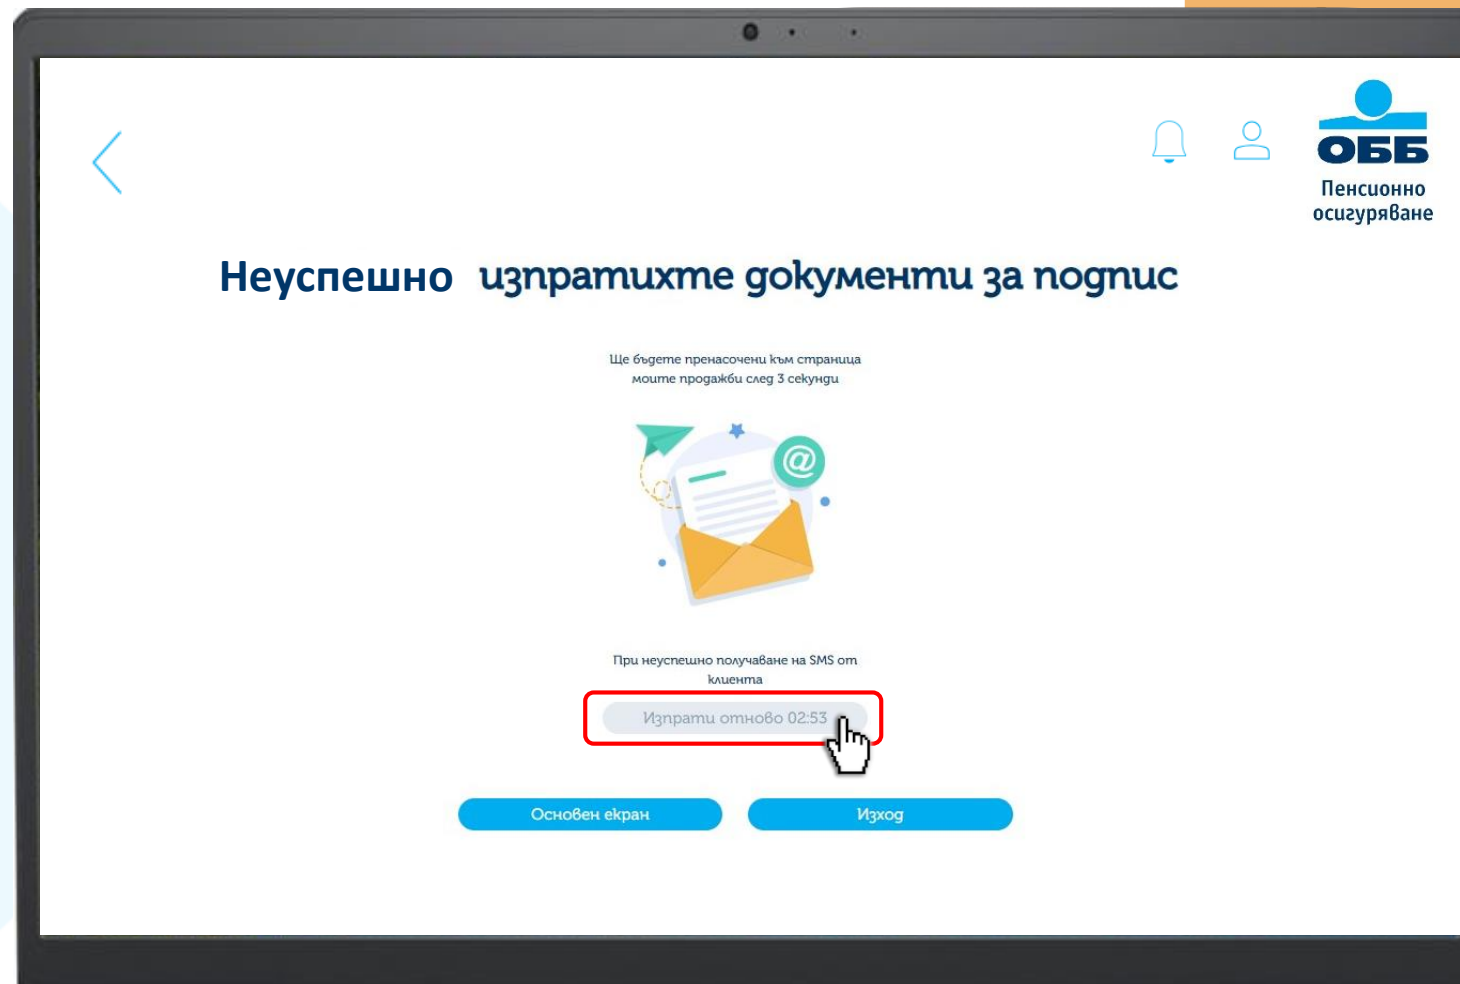 ОББ
Пенсионно
осигуряване
Неуспешно изпратихте документи за подпис
Ще бъдете пренасочени към страница
моите продажби след 3 секунди
@
При неуспешно получаване на SMS от
клиента
Изпрати отново 02:53
Основен екран
Изход